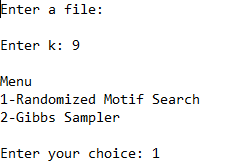 Enter a file:
Enter k: 9
Menu
1-Randomized Motif Search
2-Gibbs Sampler
Enter your choice: 1